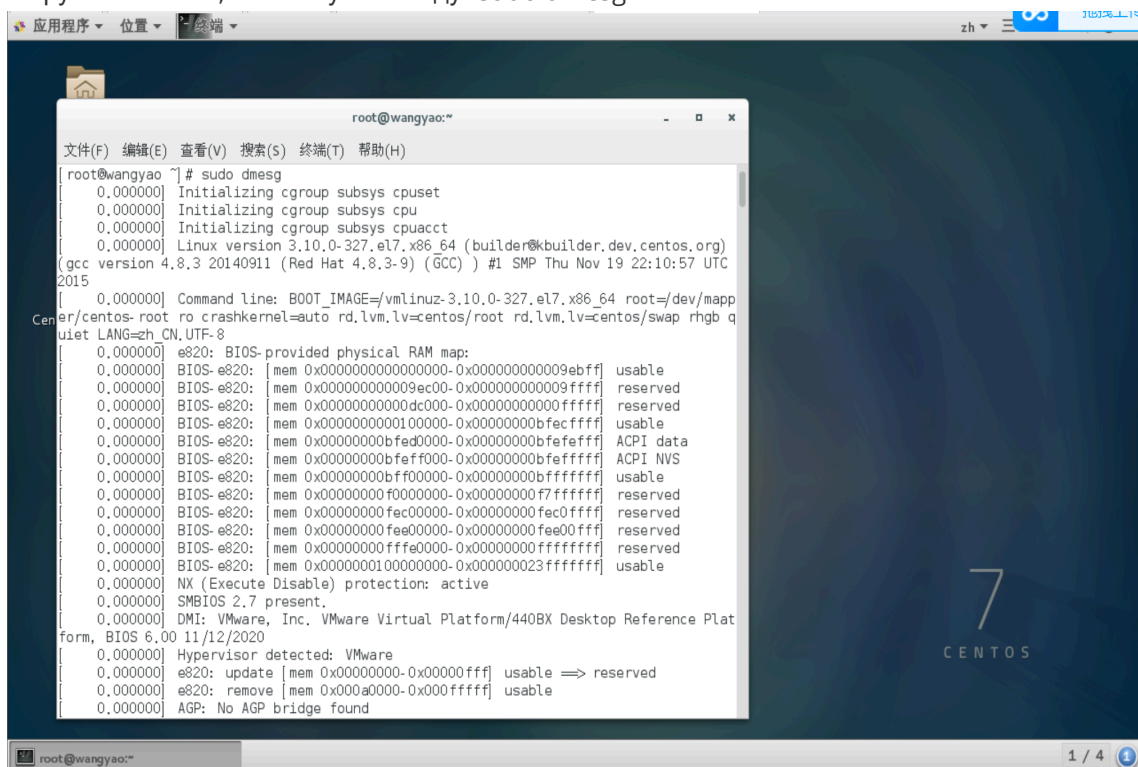 应用程序 位置 终端 zh
root@wangyao:~
文件(F) 编辑(E) 查看(V) 搜索(S) 终端(T) 帮助(H)
[root@wangyao ~]# sudo dmesg
[    0.000000] Initializing cgroup subsys cpuset
[    0.000000] Initializing cgroup subsys cpu
[    0.000000] Initializing cgroup subsys cpuacct
[    0.000000] Linux version 3.10.0-327.el7.x86_64 (builder@kbuilder.dev.centos.org)
(gcc version 4.8.3 20140911 (Red Hat 4.8.3-9) (GCC) ) #1 SMP Thu Nov 19 22:10:57 UTC
2015
[    0.000000] Command line: BOOT_IMAGE=/vmlinuz-3.10.0-327.el7.x86_64 root=/dev/mapp
er/centos-root ro crashkernel=auto rd.lvm.lv=centos/root rd.lvm.lv=centos/swap rhgb q
uiet LANG=zh_CN.UTF-8
[    0.000000] e820: BIOS-provided physical RAM map:
[    0.000000] BIOS-e820: [mem 0x0000000000000000-0x000000000009ebff] usable
[    0.000000] BIOS-e820: [mem 0x000000000009ec00-0x000000000009ffff] reserved
[    0.000000] BIOS-e820: [mem 0x00000000000dc000-0x00000000000fffff] reserved
[    0.000000] BIOS-e820: [mem 0x0000000000100000-0x00000000bfecffff] usable
[    0.000000] BIOS-e820: [mem 0x00000000bfed0000-0x00000000bfefefff] ACPI data
[    0.000000] BIOS-e820: [mem 0x00000000bfeff000-0x00000000bfefffff] ACPI NVS
[    0.000000] BIOS-e820: [mem 0x00000000bff00000-0x00000000bfffffff] usable
[    0.000000] BIOS-e820: [mem 0x00000000f0000000-0x00000000f7ffffff] reserved
[    0.000000] BIOS-e820: [mem 0x00000000fec00000-0x00000000fec0ffff] reserved
[    0.000000] BIOS-e820: [mem 0x00000000fee00000-0x00000000fee00fff] reserved
[    0.000000] BIOS-e820: [mem 0x00000000fffe0000-0x00000000ffffffff] reserved
[    0.000000] BIOS-e820: [mem 0x0000000100000000-0x000000023fffffff] usable
[    0.000000] NX (Execute Disable) protection: active
[    0.000000] SMBIOS 2.7 present.
[    0.000000] DMI: VMware, Inc. VMware Virtual Platform/440BX Desktop Reference Plat
form, BIOS 6.00 11/12/2020
[    0.000000] Hypervisor detected: VMware
[    0.000000] e820: update [mem 0x00000000-0x00000fff] usable ==> reserved
[    0.000000] e820: remove [mem 0x000a0000-0x000fffff] usable
[    0.000000] AGP: No AGP bridge found
Cen
7
CENTOS
root@wangyao:~
1 / 4 1